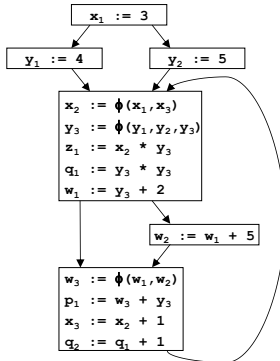 x₁ := 3
y₁ := 4
y₂ := 5
x₂ := ϕ(x₁,x₃)
y₃ := ϕ(y₁,y₂,y₃)
z₁ := x₂ * y₃
q₁ := y₃ * y₃
w₁ := y₃ + 2
w₂ := w₁ + 5
w₃ := ϕ(w₁,w₂)
p₁ := w₃ + y₃
x₃ := x₂ + 1
q₂ := q₁ + 1